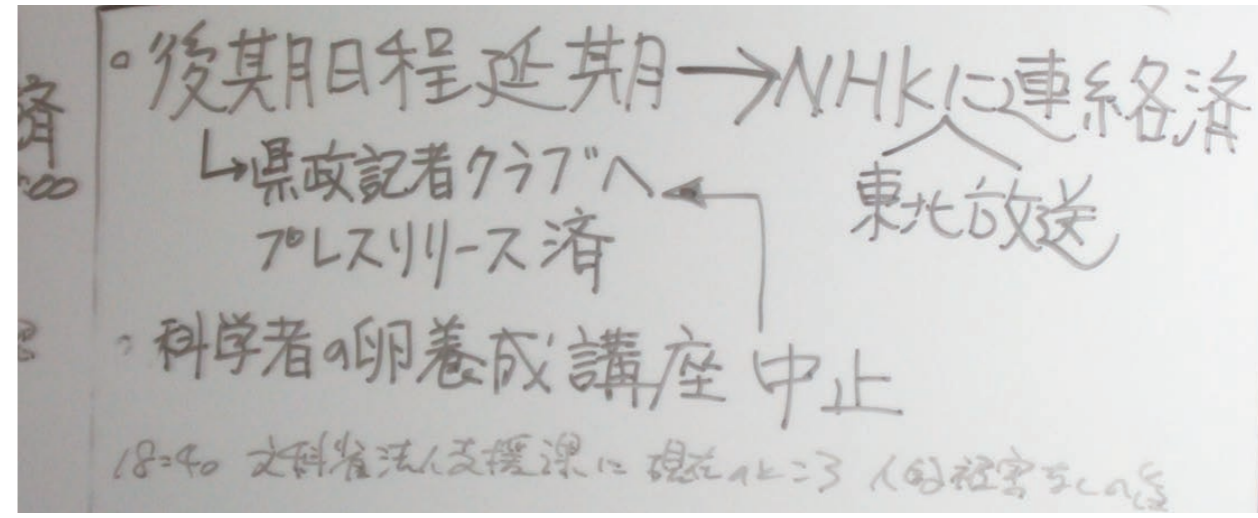 済
:00
・後期日程延期→NHKに連絡済
東北放送
↳県政記者クラブへ
プレスリリース済
・科学者の卵養成講座 中止
18:40 文科省法人支援課に 現在のところ 人的被害なしの